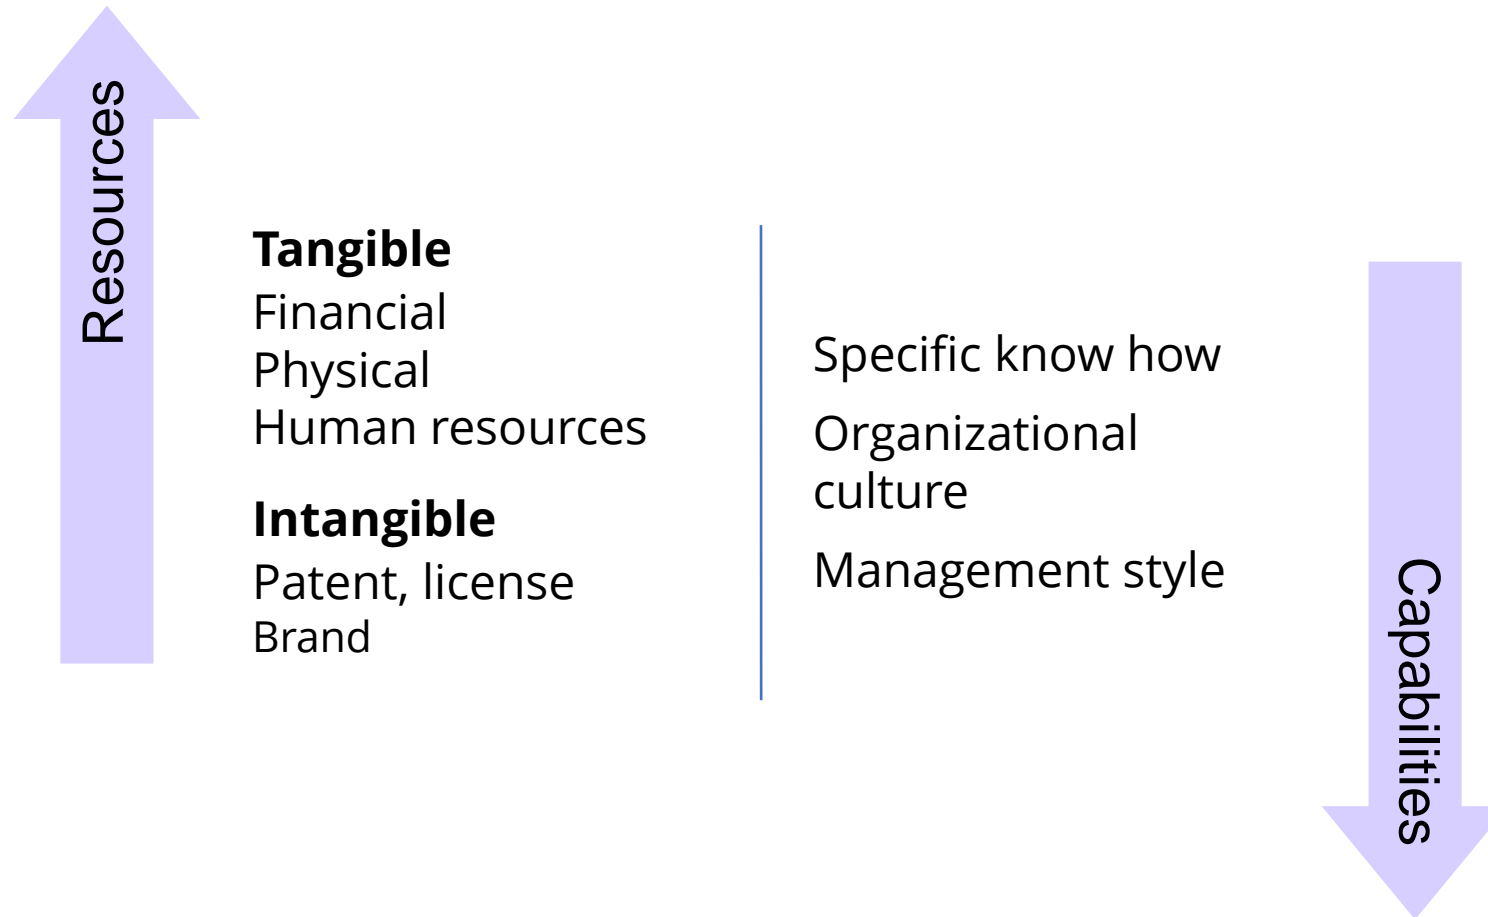 Resources
Tangible
Financial
Physical
Human resources
Intangible
Patent, license
Brand
Specific know how
Organizational
culture
Management style
Capabilities